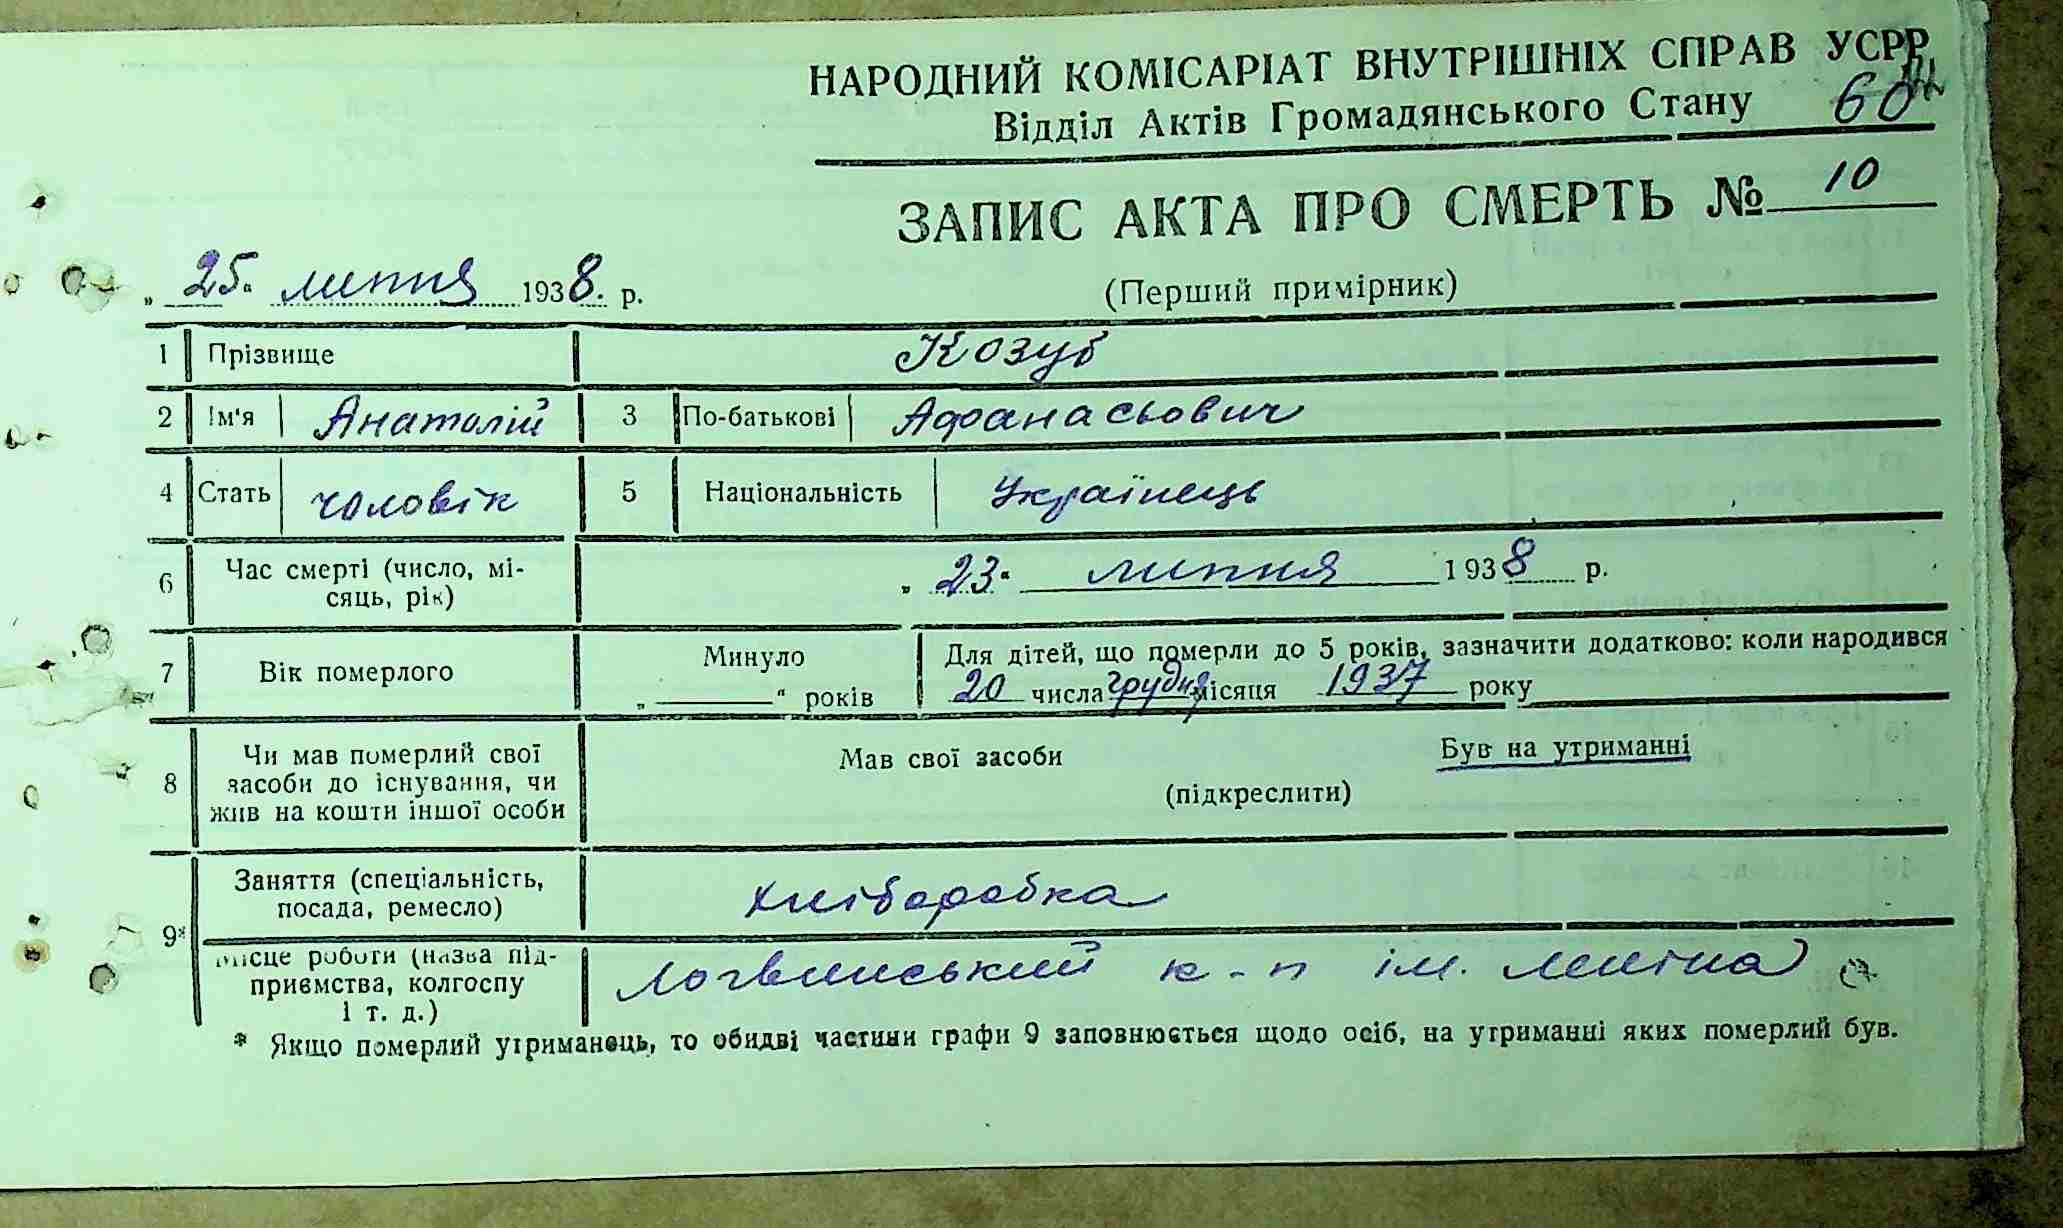 НАРОДНИЙ КОМІСАРІАТ ВНУТРІШНІХ СПРАВ УСРР
Відділ Актів Громадянського Стану 60
ЗАПИС АКТА ПРО СМЕРТЬ № 10
„ 25 “ липня 1938. р. (Перший примірник)
1 Прізвище Козуб
2 Ім'я Анатолій 3 По-батькові Афанасьович
4 Стать чоловік 5 Національність Українець
6 Час смерті (число, мі-
сяць, рік) „ 23 “ липня 1938 р.
7 Вік померлого Минуло
„ “ років
Для дітей, що померли до 5 років, зазначити додатково: коли народився
20 числа грудня місяця 1937 року
8 Чи мав померлий свої
засоби до існування, чи
жив на кошти іншої особи
Мав свої засоби Був на утриманні
(підкреслити)
9* Заняття (спеціальність,
посада, ремесло) хліборобка
Місце роботи (назва під-
приємства, колгоспу
і т. д.) Логвинський к-п ім. Леніна
* Якщо померлий утриманець, то обидві частини графи 9 заповнюється щодо осіб, на утриманні яких померлий був.